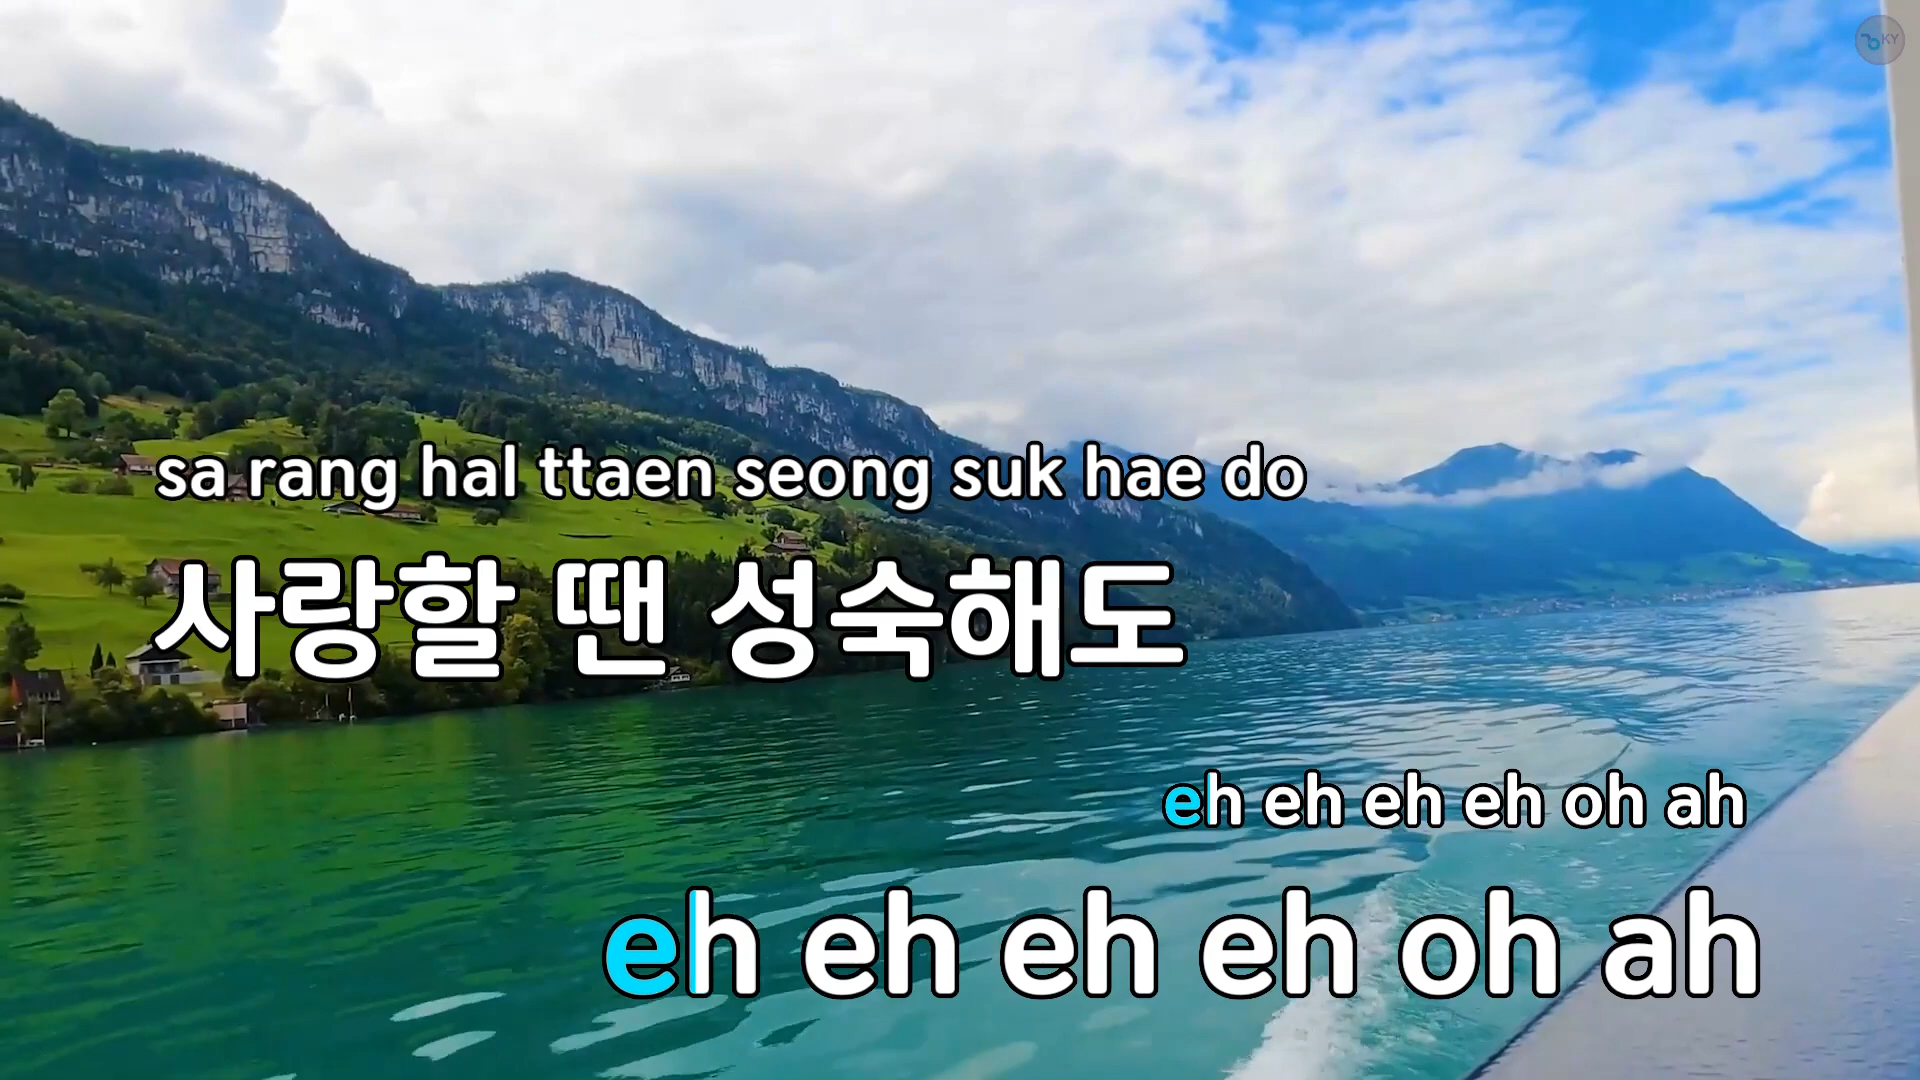 KY
sa rang hal ttaen seong suk hae do
사랑할 땐 성숙해도
eh eh eh eh oh ah
eh eh eh eh oh ah